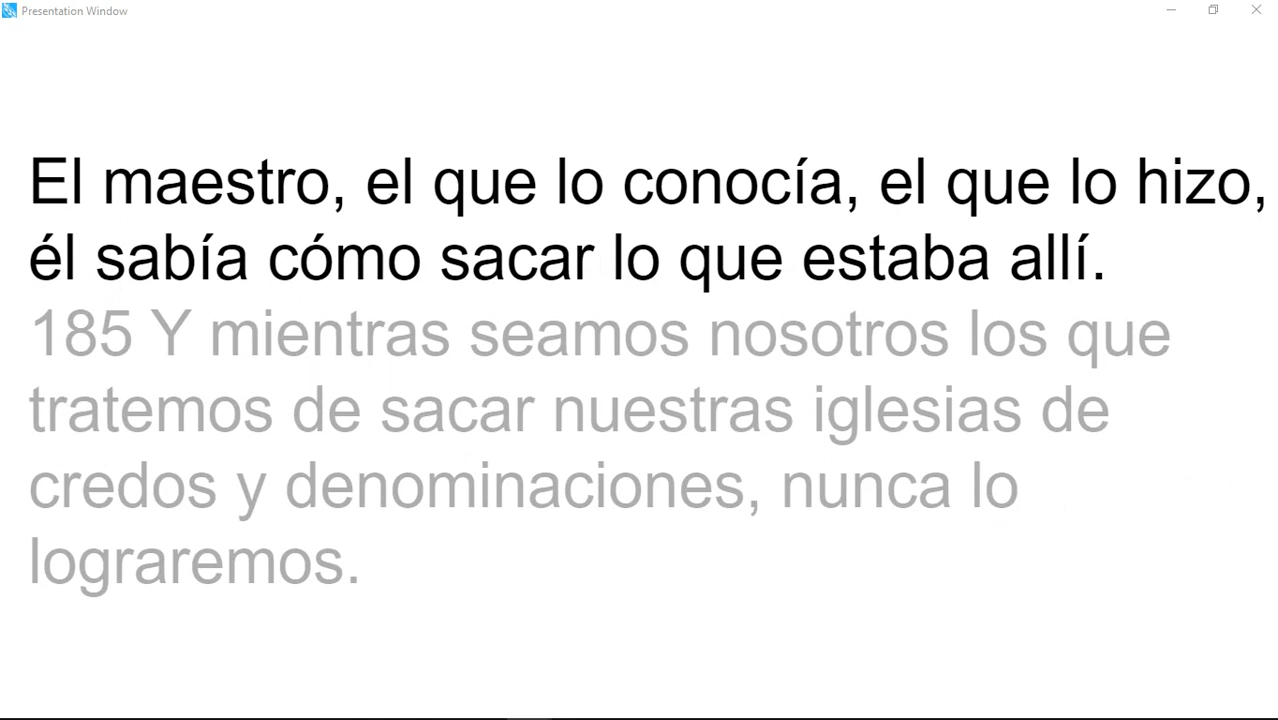 Presentation Window
El maestro, el que lo conocía, el que lo hizo,
él sabía cómo sacar lo que estaba allí.
185 Y mientras seamos nosotros los que
tratemos de sacar nuestras iglesias de
credos y denominaciones, nunca lo
lograremos.